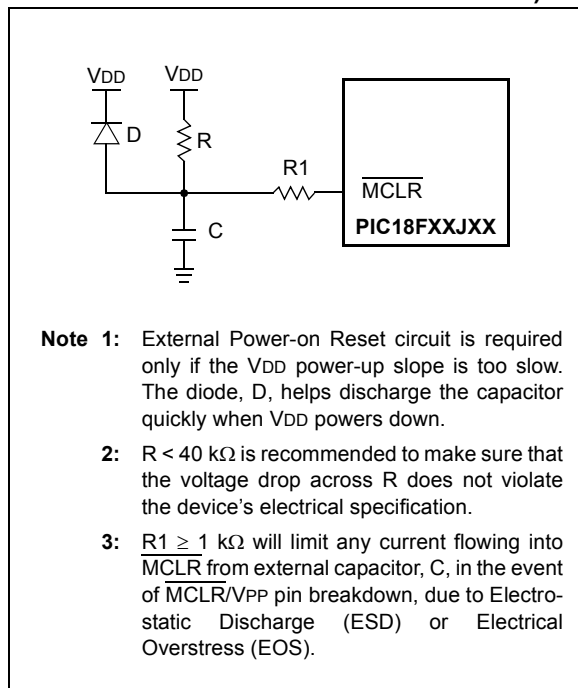 VDD VDD
D
R
R1
MCLR
C
PIC18FXXJXX
Note 1: External Power-on Reset circuit is required
only if the VDD power-up slope is too slow.
The diode, D, helps discharge the capacitor
quickly when VDD powers down.
2: R < 40 kΩ is recommended to make sure that
the voltage drop across R does not violate
the device’s electrical specification.
3: R1 ≥ 1 kΩ will limit any current flowing into
MCLR from external capacitor, C, in the event
of MCLR/VPP pin breakdown, due to Electro-
static Discharge (ESD) or Electrical
Overstress (EOS).